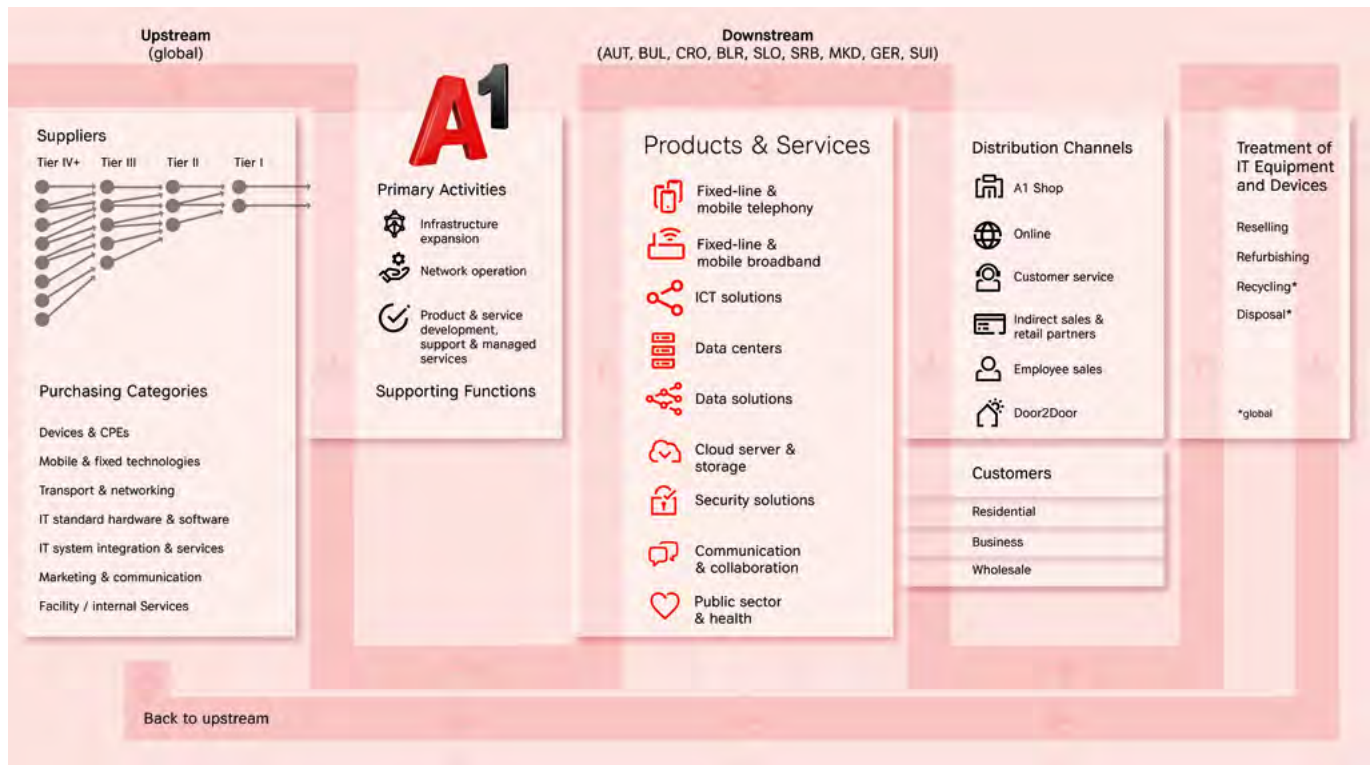 Upstream
(global)
Downstream
(AUT, BUL, CRO, BLR, SLO, SRB, MKD, GER, SUI)
A1
Suppliers
Tier IV+ Tier III Tier II Tier I
Purchasing Categories
Devices & CPEs
Mobile & fixed technologies
Transport & networking
IT standard hardware & software
IT system integration & services
Marketing & communication
Facility / internal Services
Primary Activities
Infrastructure
expansion
Network operation
Product & service
development,
support & managed
services
Supporting Functions
Products & Services
Fixed-line &
mobile telephony
Fixed-line &
mobile broadband
ICT solutions
Data centers
Data solutions
Cloud server &
storage
Security solutions
Communication
& collaboration
Public sector
& health
Distribution Channels
A1 Shop
Online
Customer service
Indirect sales &
retail partners
Employee sales
Door2Door
Customers
Residential
Business
Wholesale
Treatment of
IT Equipment
and Devices
Reselling
Refurbishing
Recycling*
Disposal*
*global
Back to upstream